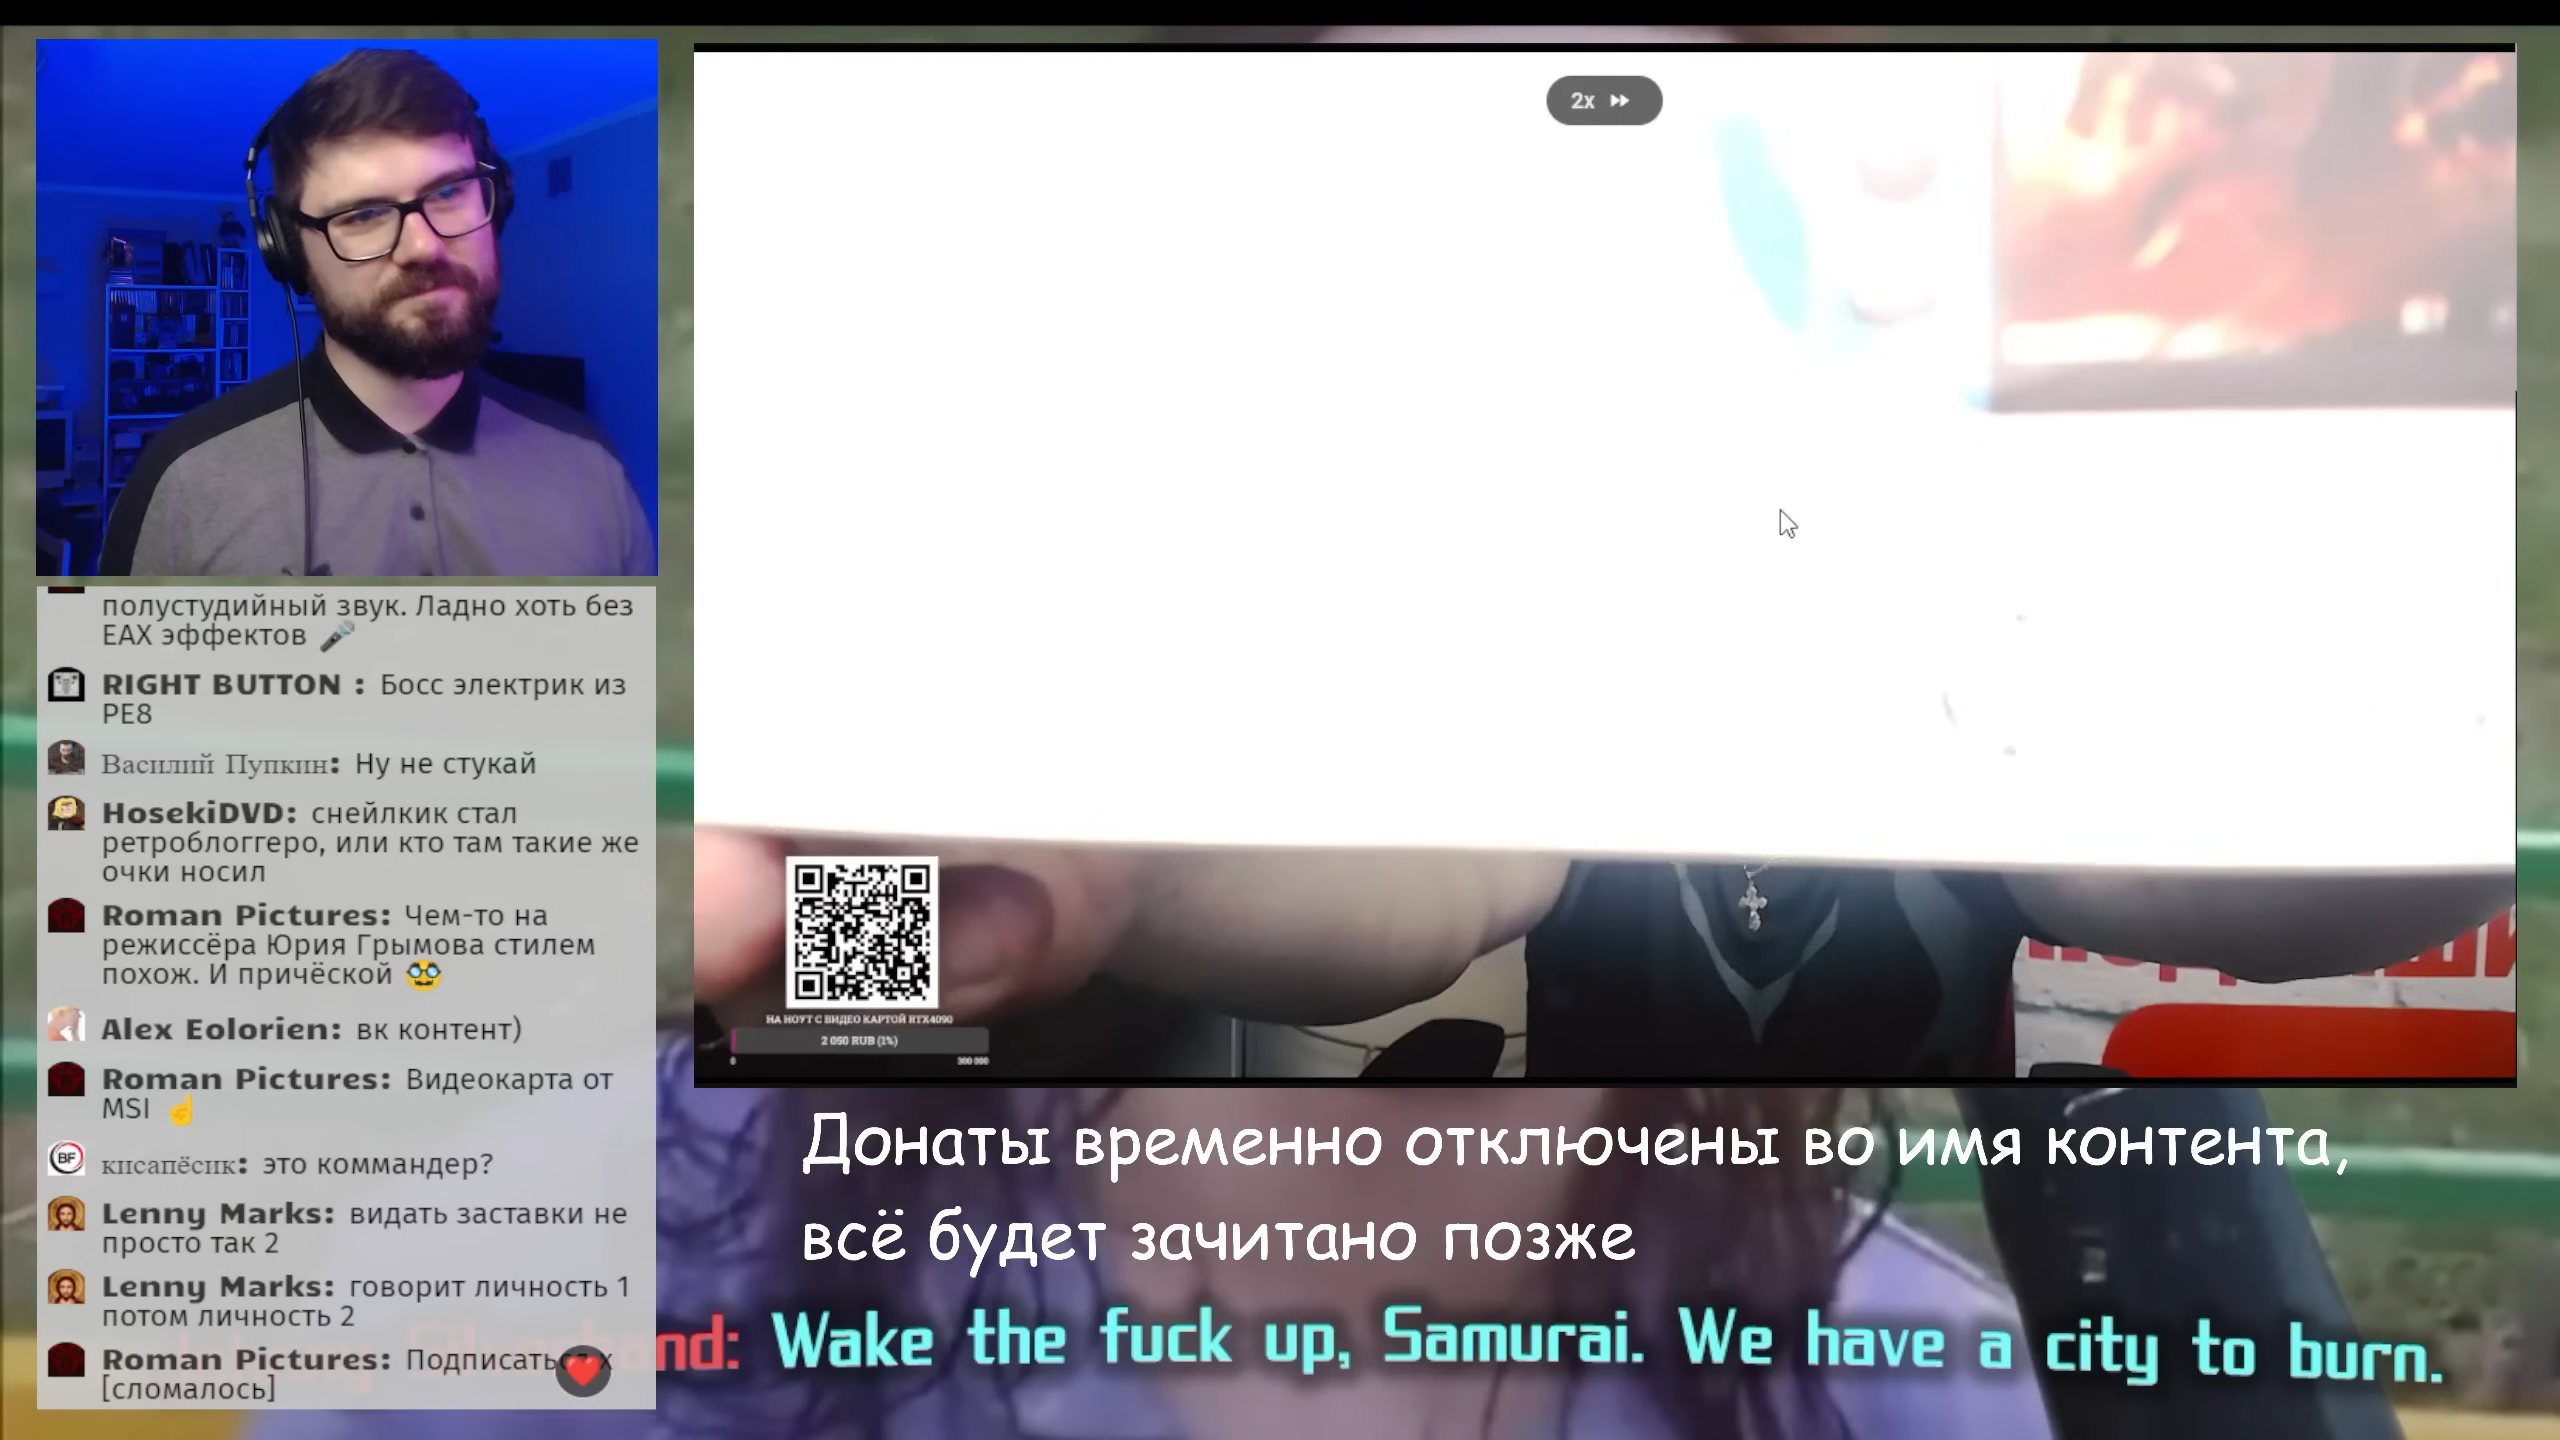 2x
полустудийный звук. Ладно хоть без
EAX эффектов
RIGHT BUTTON : Босс электрик из
РЕ8
Василий Пупкин: Ну не стукай
HosekiDVD: снейлкик стал
ретроблоггеро, или кто там такие же
очки носил
Roman Pictures: Чем-то на
режиссёра Юрия Грымова стилем
похож. И причёской
Alex Eolorien: вк контент)
Roman Pictures: Видеокарта от
MSI
кисапёсик: это коммандер?
Lenny Marks: видать заставки не
просто так 2
Lenny Marks: говорит личность 1
потом личность 2
Roman Pictures:
[сломалось]
НА НОУТ С ВИДЕО КАРТОЙ RTX4090
2 050 RUB (1%)
0 300 000
Донаты временно отключены во имя контента,
всё будет зачитано позже
Wake the fuck up, Samurai. We have a city to burn.